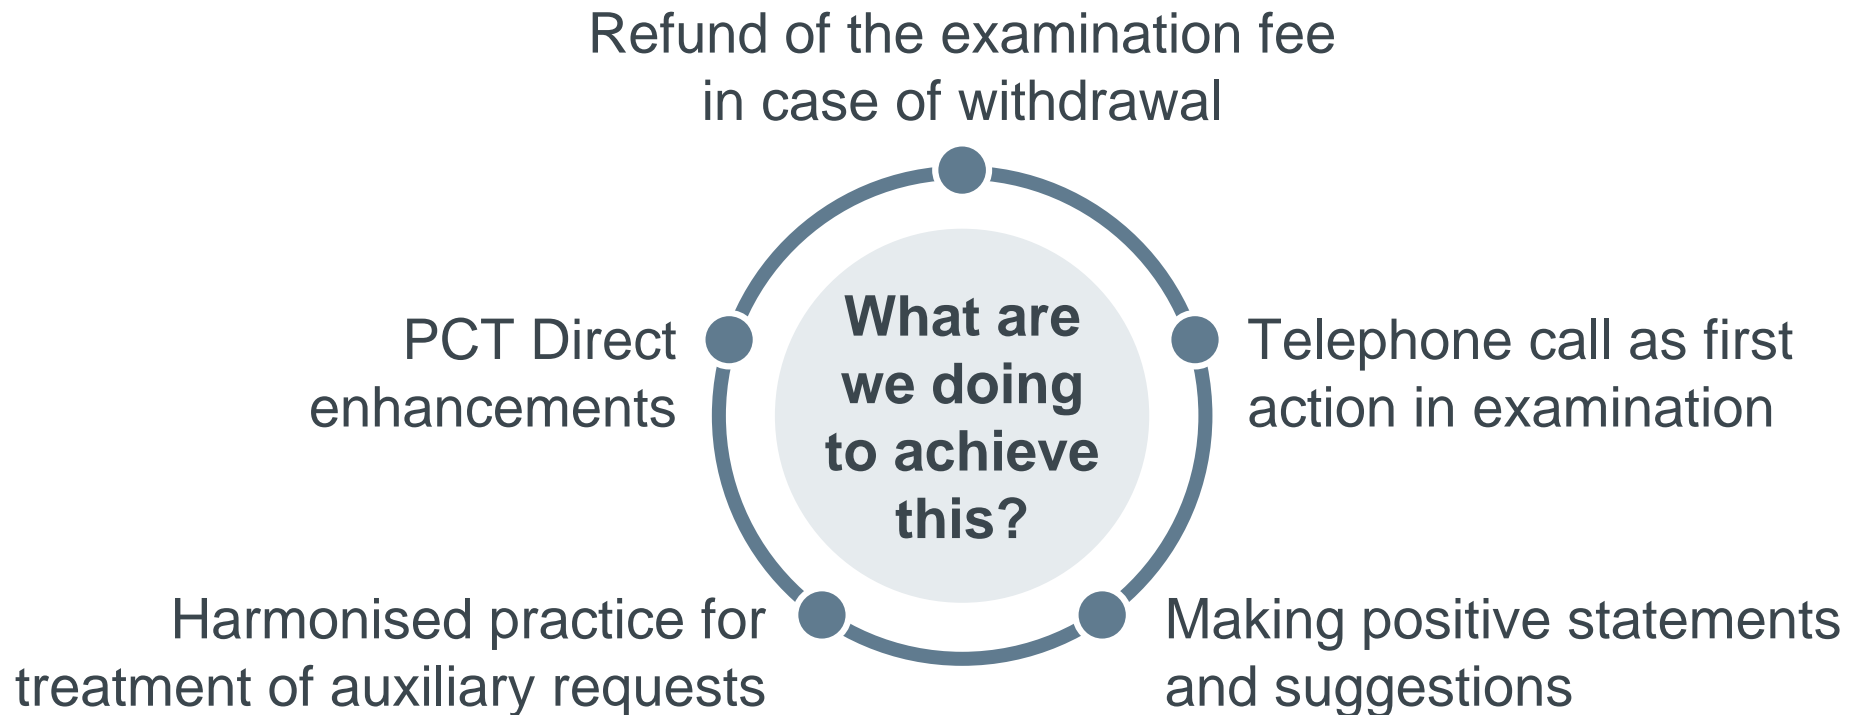 Refund of the examination fee
in case of withdrawal
PCT Direct
enhancements
What are
we doing
to achieve
this?
Telephone call as first
action in examination
Harmonised practice for
treatment of auxiliary requests
Making positive statements
and suggestions